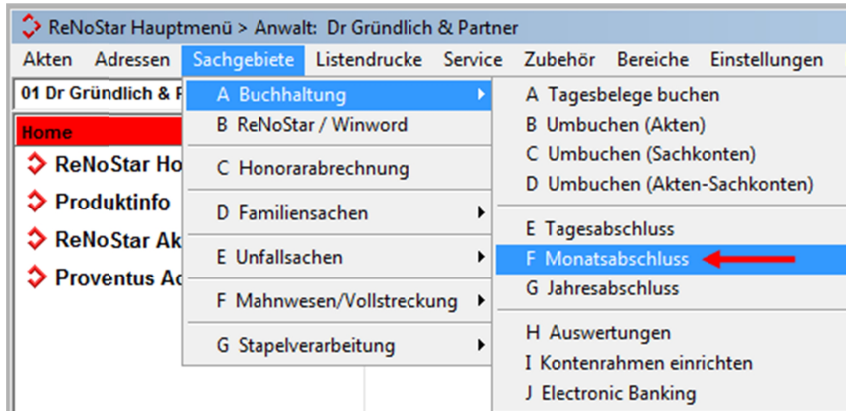 ReNoStar Hauptmenü > Anwalt: Dr Gründlich & Partner
Akten Adressen Sachgebiete Listendrucke Service Zubehör Bereiche Einstellungen
01 Dr Gründlich &
Home
ReNoStar Ho
Produktinfo
ReNoStar Ak
Proventus Ac
A Buchhaltung
B ReNoStar / Winword
C Honorarabrechnung
D Familiensachen
E Unfallsachen
F Mahnwesen/Vollstreckung
G Stapelverarbeitung
A Tagesbelege buchen
B Umbuchen (Akten)
C Umbuchen (Sachkonten)
D Umbuchen (Akten-Sachkonten)
E Tagesabschluss
F Monatsabschluss
G Jahresabschluss
H Auswertungen
I Kontenrahmen einrichten
J Electronic Banking